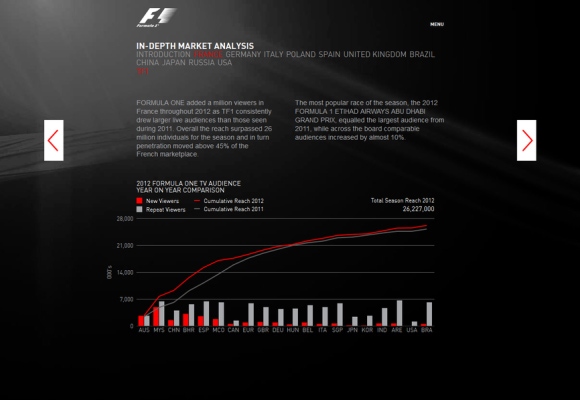 F1
Formula 1®
MENU
IN-DEPTH MARKET ANALYSIS
INTRODUCTION FRANCE GERMANY ITALY POLAND SPAIN UNITED KINGDOM BRAZIL
CHINA JAPAN RUSSIA USA
TF1
FORMULA ONE added a million viewers in
France throughout 2012 as TF1 consistently
drew larger live audiences than those seen
during 2011. Overall the reach surpassed 26
million individuals for the season and in turn
penetration moved above 45% of the
French marketplace.
The most popular race of the season, the 2012
FORMULA 1 ETIHAD AIRWAYS ABU DHABI
GRAND PRIX, equalled the largest audience from
2011, while across the board comparable
audiences increased by almost 10%.
2012 FORMULA ONE TV AUDIENCE
YEAR ON YEAR COMPARISON
New Viewers Cumulative Reach 2012 Total Season Reach 2012
Repeat Viewers Cumulative Reach 2011 26,227,000
28,000
21,000
14,000
7,000
0
000's
AUS MYS CHN BHR ESP MCO CAN EUR GBR DEU HUN BEL ITA SGP JPN KOR IND ARE USA BRA